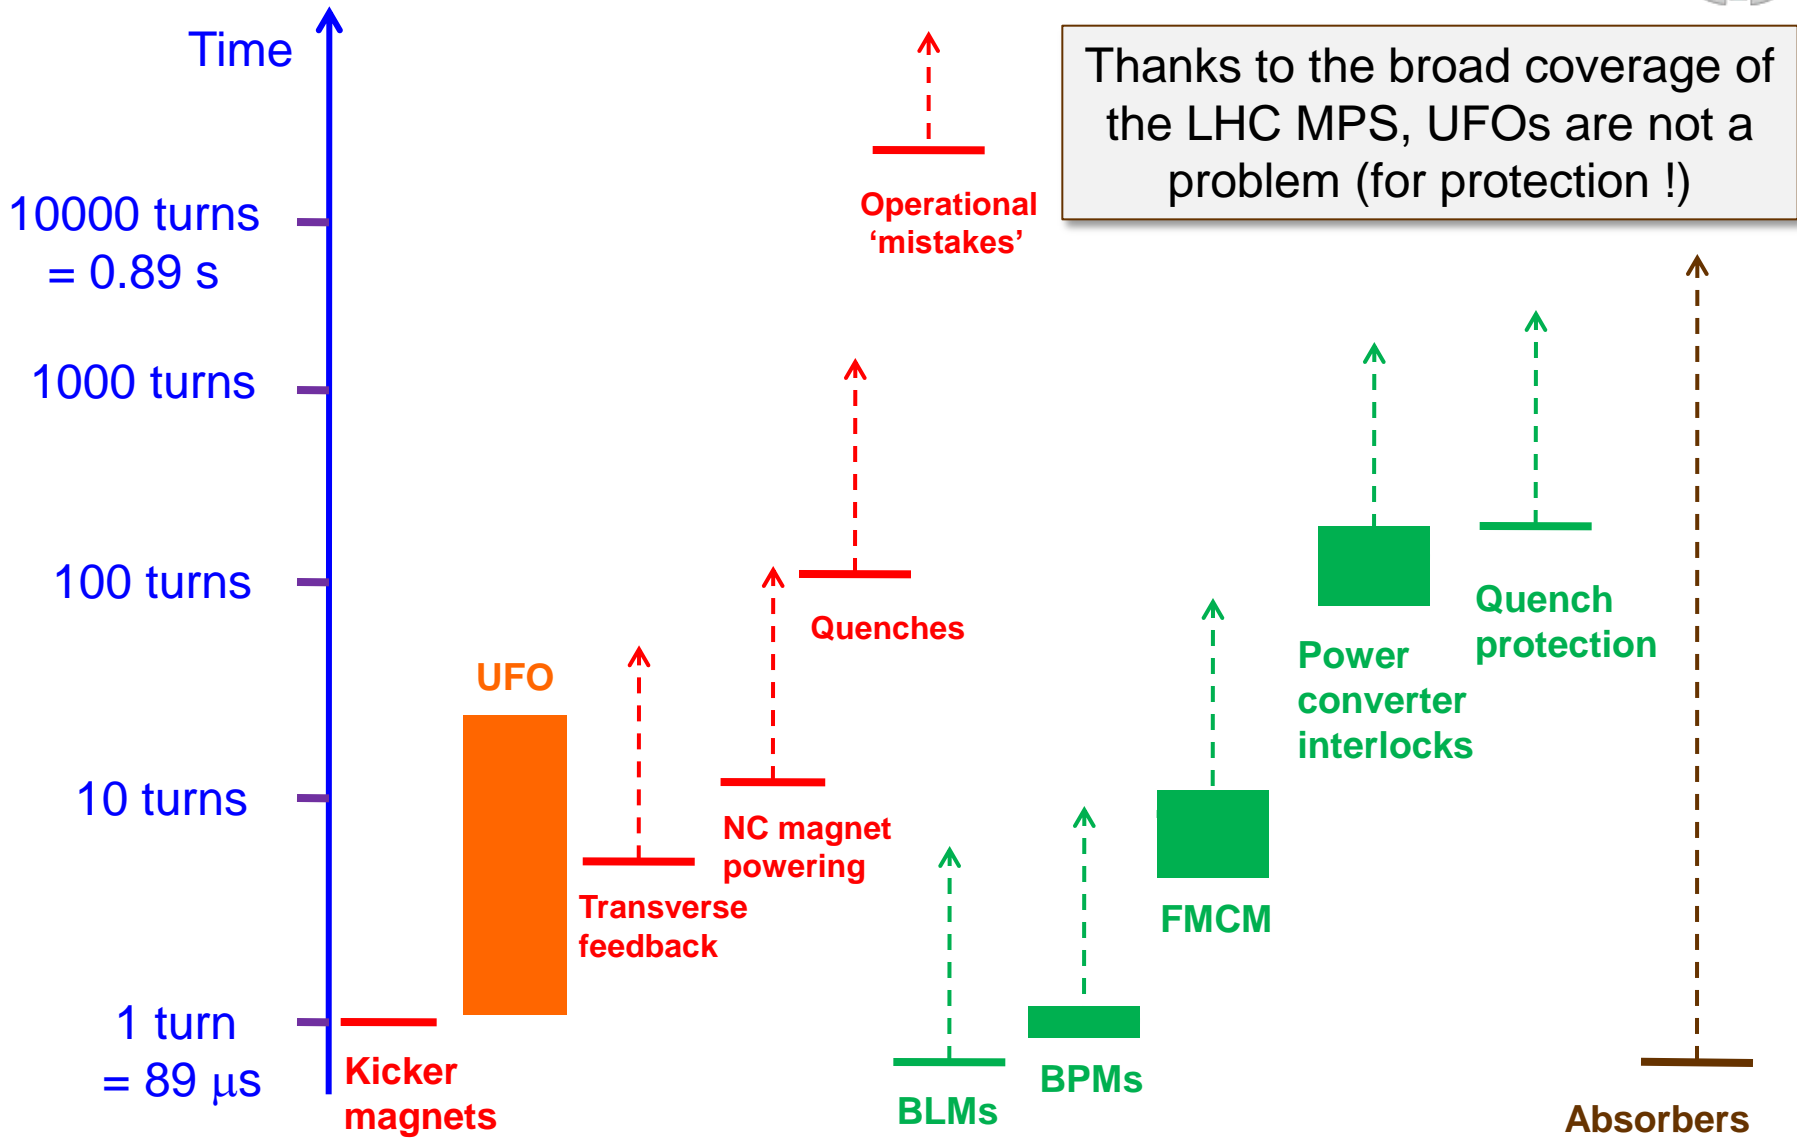 Time
Thanks to the broad coverage of
the LHC MPS, UFOs are not a
problem (for protection !)
10000 turns
= 0.89 s
Operational
‘mistakes’
1000 turns
100 turns
Quenches
Quench
protection
Power
converter
interlocks
UFO
10 turns
NC magnet
powering
Transverse
feedback
FMCM
1 turn
= 89 μs
Kicker
magnets
BLMs
BPMs
Absorbers